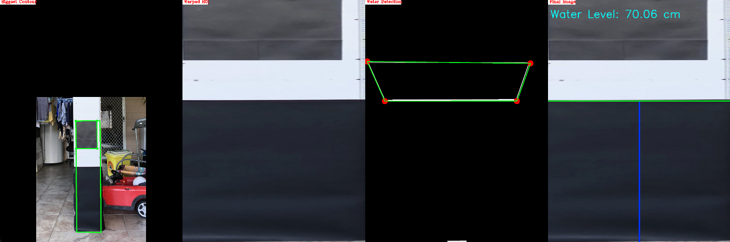 Biggest Contour
Warped ROI
Water Detection
Final Image
Water Level: 70.06 cm